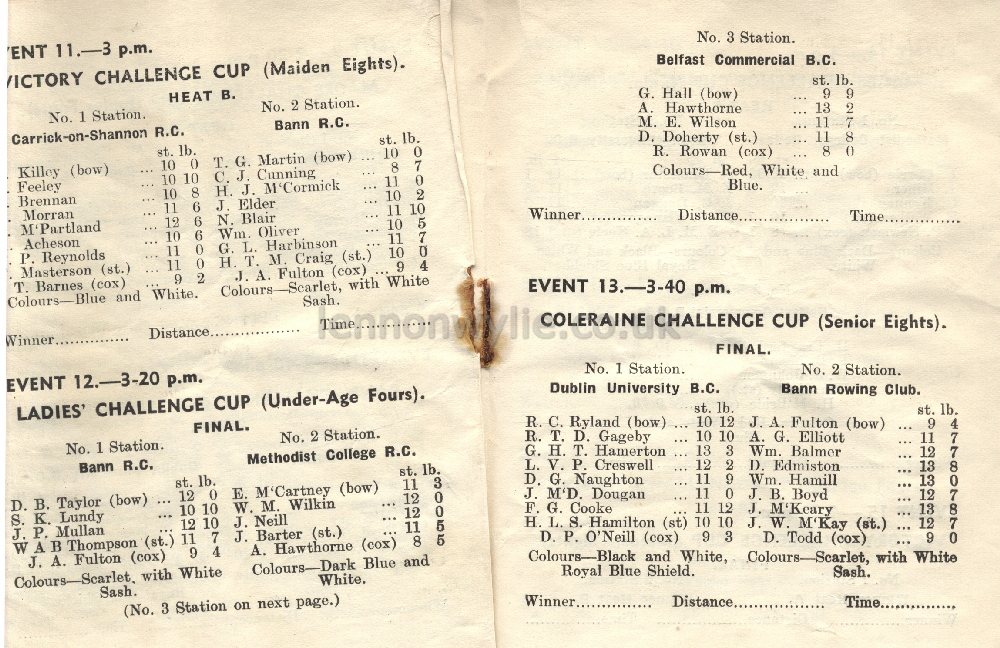 ENT 11.—3 p.m.
VICTORY CHALLENGE CUP (Maiden Eights).
HEAT B.
No. 1 Station.
Carrick-on-Shannon R.C.
st. lb.
Killey (bow) ... 10 0
Feeley ... 10 10
Brennan ... 10 8
Morran ... 11 6
M'Partland ... 12 6
Acheson ... 10 6
P. Reynolds ... 11 0
Masterson (st.) ... 11 0
T. Barnes (cox) ... 9 2
Colours—Blue and White.
No. 2 Station.
Bann R.C.
st. lb.
T. G. Martin (bow) ... 10 0
C. J. Cunning ... 8 7
H. J. M'Cormick ... 11 0
J. Elder ... 10 2
N. Blair ... 11 10
Wm. Oliver ... 10 5
G. L. Harbinson ... 11 7
H. T. M. Craig (st.) 10 0
J. A. Fulton (cox) ... 9 4
Colours—Scarlet, with White
Sash.
Winner.............. Distance.................... Time..............
EVENT 12.—3-20 p.m.
LADIES' CHALLENGE CUP (Under-Age Fours).
FINAL.
No. 1 Station.
Bann R.C.
st. lb.
D. B. Taylor (bow) ... 12 0
S. K. Lundy ... 10 10
J. P. Mullan ... 12 10
W A B Thompson (st.) 11 7
J. A. Fulton (cox) 9 4
Colours—Scarlet, with White
Sash.
No. 2 Station.
Methodist College R.C.
st. lb.
E. M'Cartney (bow) 11 3
W. M. Wilkin ... 12 0
J. Neill ... 12 0
J. Barter (st.) ... 11 5
A. Hawthorne (cox) 8 5
Colours—Dark Blue and
White.
(No. 3 Station on next page.)
No. 3 Station.
Belfast Commercial B.C.
st. lb.
G. Hall (bow) ... 9 9
A. Hawthorne ... 13 2
M. E. Wilson ... 11 7
D. Doherty (st.) ... 11 8
R. Rowan (cox) ... 8 0
Colours—Red, White and
Blue.
Winner............... Distance.................. Time...............
EVENT 13.—3-40 p.m.
COLERAINE CHALLENGE CUP (Senior Eights).
FINAL.
No. 1 Station.
Dublin University B.C.
st. lb.
R. C. Ryland (bow) ... 10 12
R. T. D. Gageby ... 10 10
G. H. T. Hamerton ... 13 3
L. V. P. Creswell ... 12 2
D. G. Naughton ... 11 9
J. M'D. Dougan ... 11 0
F. G. Cooke ... 11 12
H. L. S. Hamilton (st) 10 10
D. P. O'Neill (cox) 9 3
Colours—Black and White,
Royal Blue Shield.
No. 2 Station.
Bann Rowing Club.
st. lb.
J. A. Fulton (bow) ... 9 4
A. G. Elliott ... 11 7
Wm. Balmer ... 12 7
D. Edmiston ... 13 8
Wm. Hamill ... 13 0
J. B. Boyd ... 12 7
J. M'Keary ... 13 8
J. W. M'Kay (st.) ... 12 7
D. Todd (cox) ... 9 0
Colours—Scarlet, with White
Sash.
Winner............... Distance.................. Time...............
lennonwylie.co.uk